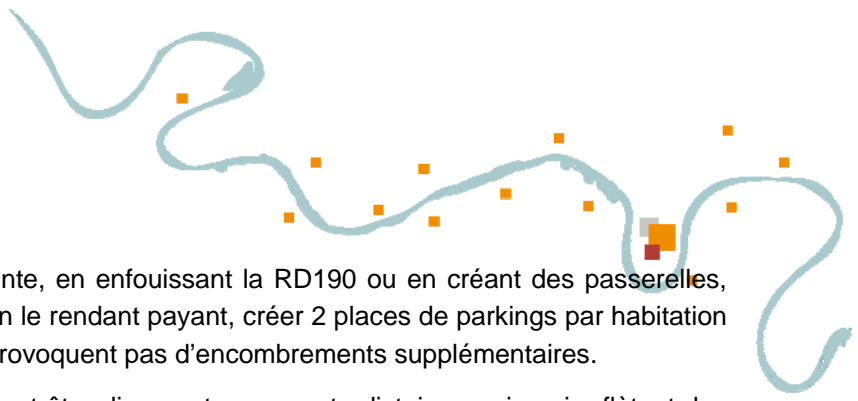 nte, en enfouissant la RD190 ou en créant des passerelles,
n le rendant payant, créer 2 places de parkings par habitation
rovoquent pas d'encombrements supplémentaires.